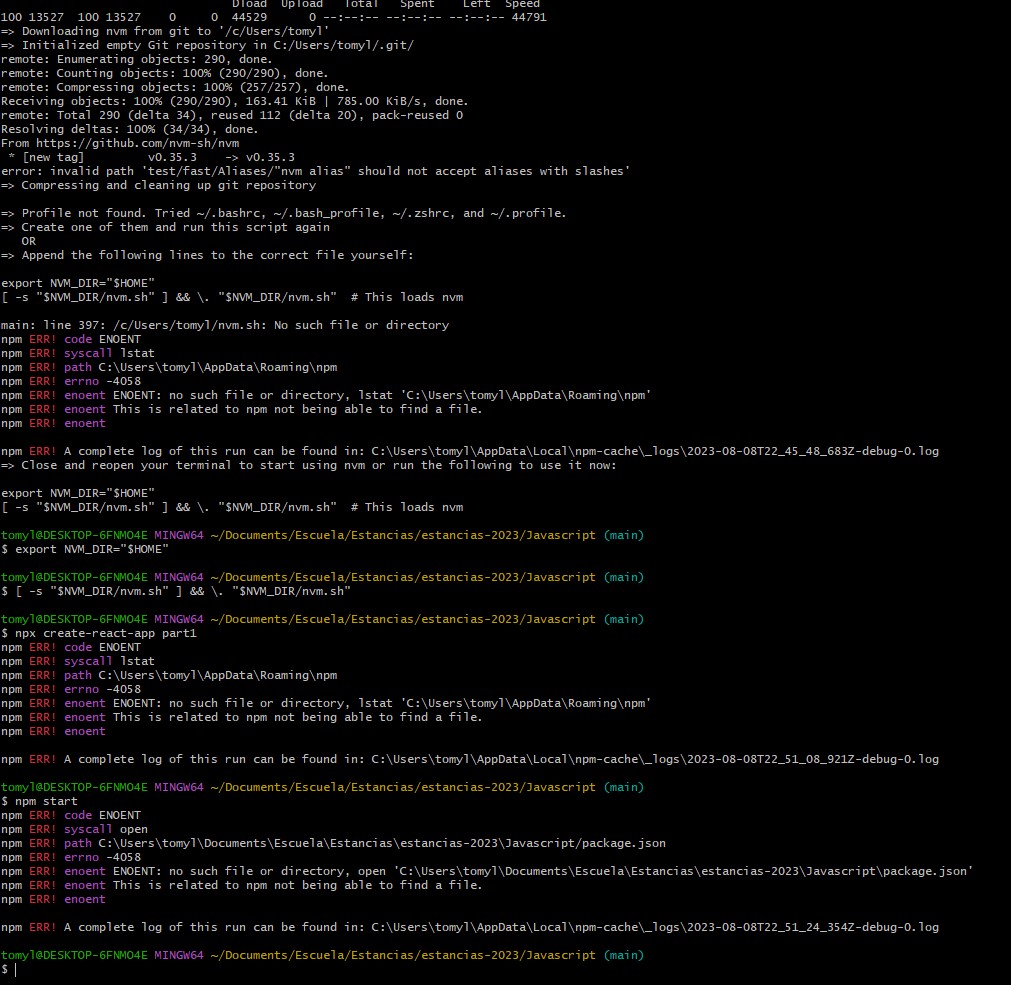 Dload Upload Total Spent Left Speed
100 13527 100 13527 0 0 44529 0 --:--:-- --:--:-- --:--:-- 44791
=> Downloading nvm from git to '/c/Users/tomyl'
=> Initialized empty Git repository in C:/Users/tomyl/.git/
remote: Enumerating objects: 290, done.
remote: Counting objects: 100% (290/290), done.
remote: Compressing objects: 100% (257/257), done.
Receiving objects: 100% (290/290), 163.41 KiB | 785.00 KiB/s, done.
remote: Total 290 (delta 34), reused 112 (delta 20), pack-reused 0
Resolving deltas: 100% (34/34), done.
From https://github.com/nvm-sh/nvm
 * [new tag]         v0.35.3    -> v0.35.3
error: invalid path 'test/fast/Aliases/"nvm alias" should not accept aliases with slashes'
=> Compressing and cleaning up git repository

=> Profile not found. Tried ~/.bashrc, ~/.bash_profile, ~/.zshrc, and ~/.profile.
=> Create one of them and run this script again
   OR
=> Append the following lines to the correct file yourself:

export NVM_DIR="$HOME"
[ -s "$NVM_DIR/nvm.sh" ] && \. "$NVM_DIR/nvm.sh"  # This loads nvm

main: line 397: /c/Users/tomyl/nvm.sh: No such file or directory
npm ERR! code ENOENT
npm ERR! syscall lstat
npm ERR! path C:\Users\tomyl\AppData\Roaming\npm
npm ERR! errno -4058
npm ERR! enoent ENOENT: no such file or directory, lstat 'C:\Users\tomyl\AppData\Roaming\npm'
npm ERR! enoent This is related to npm not being able to find a file.
npm ERR! enoent

npm ERR! A complete log of this run can be found in: C:\Users\tomyl\AppData\Local\npm-cache\_logs\2023-08-08T22_45_48_683Z-debug-0.log
=> Close and reopen your terminal to start using nvm or run the following to use it now:

export NVM_DIR="$HOME"
[ -s "$NVM_DIR/nvm.sh" ] && \. "$NVM_DIR/nvm.sh"  # This loads nvm

tomyl@DESKTOP-6FNMO4E MINGW64 ~/Documents/Escuela/Estancias/estancias-2023/Javascript (main)
$ export NVM_DIR="$HOME"

tomyl@DESKTOP-6FNMO4E MINGW64 ~/Documents/Escuela/Estancias/estancias-2023/Javascript (main)
$ [ -s "$NVM_DIR/nvm.sh" ] && \. "$NVM_DIR/nvm.sh"

tomyl@DESKTOP-6FNMO4E MINGW64 ~/Documents/Escuela/Estancias/estancias-2023/Javascript (main)
$ npx create-react-app part1
npm ERR! code ENOENT
npm ERR! syscall lstat
npm ERR! path C:\Users\tomyl\AppData\Roaming\npm
npm ERR! errno -4058
npm ERR! enoent ENOENT: no such file or directory, lstat 'C:\Users\tomyl\AppData\Roaming\npm'
npm ERR! enoent This is related to npm not being able to find a file.
npm ERR! enoent

npm ERR! A complete log of this run can be found in: C:\Users\tomyl\AppData\Local\npm-cache\_logs\2023-08-08T22_51_08_921Z-debug-0.log

tomyl@DESKTOP-6FNMO4E MINGW64 ~/Documents/Escuela/Estancias/estancias-2023/Javascript (main)
$ npm start
npm ERR! code ENOENT
npm ERR! syscall open
npm ERR! path C:\Users\tomyl\Documents\Escuela\Estancias\estancias-2023\Javascript/package.json
npm ERR! errno -4058
npm ERR! enoent ENOENT: no such file or directory, open 'C:\Users\tomyl\Documents\Escuela\Estancias\estancias-2023\Javascript\package.json'
npm ERR! enoent This is related to npm not being able to find a file.
npm ERR! enoent

npm ERR! A complete log of this run can be found in: C:\Users\tomyl\AppData\Local\npm-cache\_logs\2023-08-08T22_51_24_354Z-debug-0.log

tomyl@DESKTOP-6FNMO4E MINGW64 ~/Documents/Escuela/Estancias/estancias-2023/Javascript (main)
$